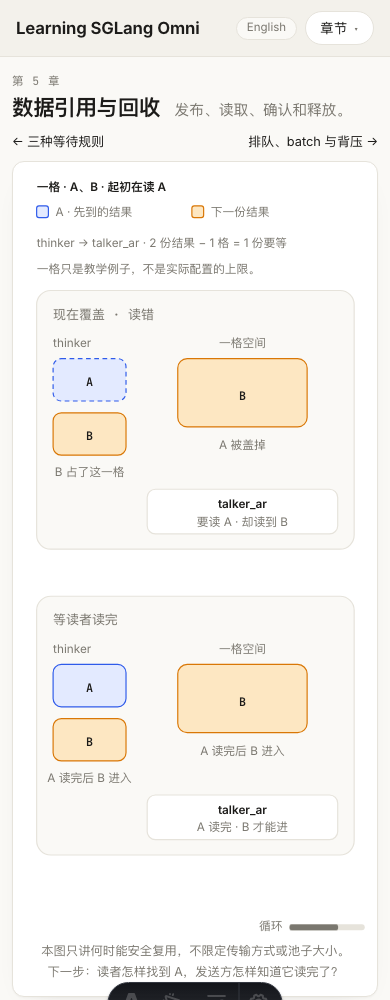 Learning SGLang Omni
English
章节
第 5 章
数据引用与回收 发布、读取、确认和释放。
← 三种等待规则
排队、batch 与背压 →
一格 · A、B · 起初在读 A
A · 先到的结果
下一份结果
thinker → talker_ar · 2 份结果 − 1 格 = 1 份要等
一格只是教学例子，不是实际配置的上限。
现在覆盖 · 读错
thinker
一格空间
A
B
B
A 被盖掉
B 占了这一格
talker_ar
要读 A · 却读到 B
等读者读完
thinker
一格空间
A
B
B
A 读完后 B 进入
A 读完后 B 进入
talker_ar
A 读完 · B 才能进
循环
本图只讲何时能安全复用，不限定传输方式或池子大小。
下一步：读者怎样找到 A，发送方怎样知道它读完了？